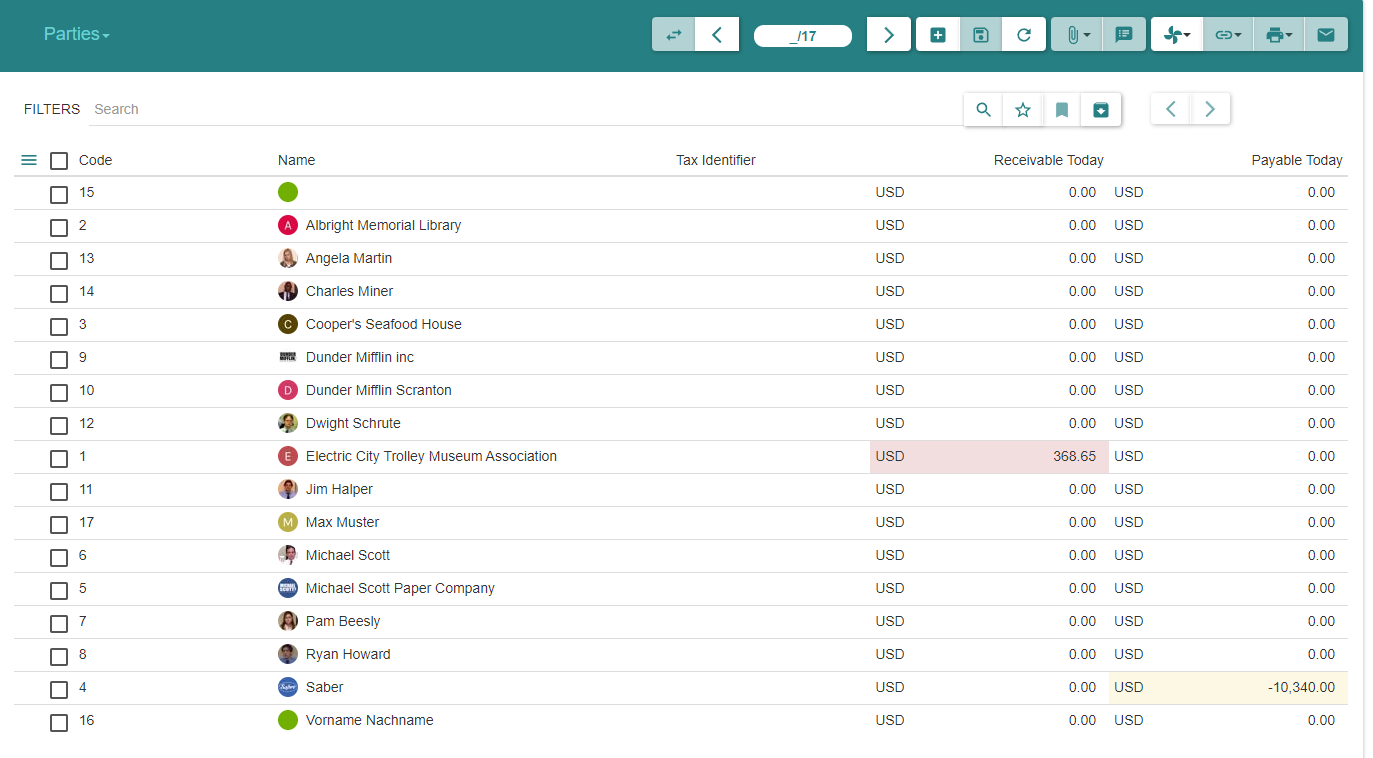 Parties
_/17
FILTERS Search
Code Name Tax Identifier Receivable Today Payable Today
15 USD 0.00 USD 0.00
2 A Albright Memorial Library USD 0.00 USD 0.00
13 Angela Martin USD 0.00 USD 0.00
14 Charles Miner USD 0.00 USD 0.00
3 C Cooper's Seafood House USD 0.00 USD 0.00
9 DUNDER MIFFLIN Dunder Mifflin inc USD 0.00 USD 0.00
10 D Dunder Mifflin Scranton USD 0.00 USD 0.00
12 Dwight Schrute USD 0.00 USD 0.00
1 E Electric City Trolley Museum Association USD 368.65 USD 0.00
11 Jim Halper USD 0.00 USD 0.00
17 M Max Muster USD 0.00 USD 0.00
6 Michael Scott USD 0.00 USD 0.00
5 Michael Scott Paper Company USD 0.00 USD 0.00
7 Pam Beesly USD 0.00 USD 0.00
8 Ryan Howard USD 0.00 USD 0.00
4 Saber Saber USD 0.00 USD -10,340.00
16 Vorname Nachname USD 0.00 USD 0.00